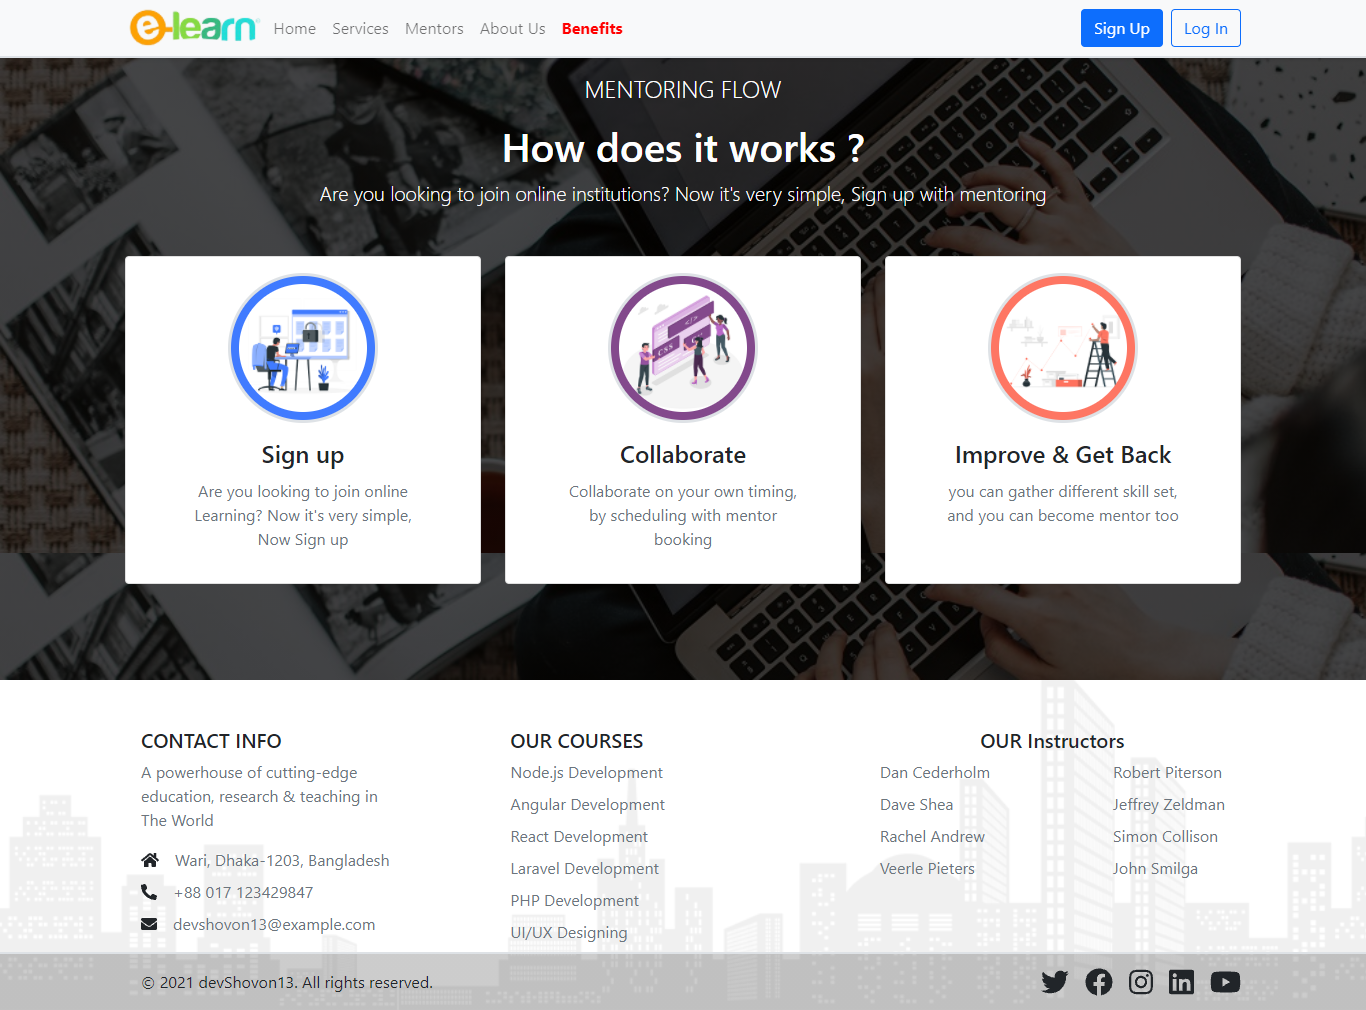 e-learn
Home Services Mentors About Us Benefits
Sign Up Log In
MENTORING FLOW
How does it works ?
Are you looking to join online institutions? Now it's very simple, Sign up with mentoring
Sign up
Are you looking to join online
Learning? Now it's very simple,
Now Sign up
CSS
Collaborate
Collaborate on your own timing,
by scheduling with mentor
booking
Improve & Get Back
you can gather different skill set,
and you can become mentor too
CONTACT INFO
A powerhouse of cutting-edge
education, research & teaching in
The World
Wari, Dhaka-1203, Bangladesh
+88 017 123429847
devshovon13@example.com
OUR COURSES
Node.js Development
Angular Development
React Development
Laravel Development
PHP Development
UI/UX Designing
OUR Instructors
Dan Cederholm
Dave Shea
Rachel Andrew
Veerle Pieters
Robert Piterson
Jeffrey Zeldman
Simon Collison
John Smilga
© 2021 devShovon13. All rights reserved.